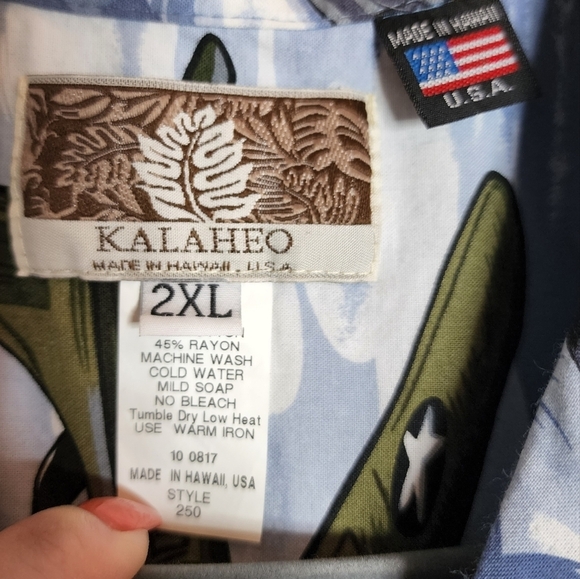 MADE IN HAWAII
U.S.A.
KALAHEO
MADE IN HAWAII . U.S.A.
2XL
45% RAYON
MACHINE WASH
COLD WATER
MILD SOAP
NO BLEACH
Tumble Dry Low Heat
USE WARM IRON
10 0817
MADE IN HAWAII, USA
STYLE
250